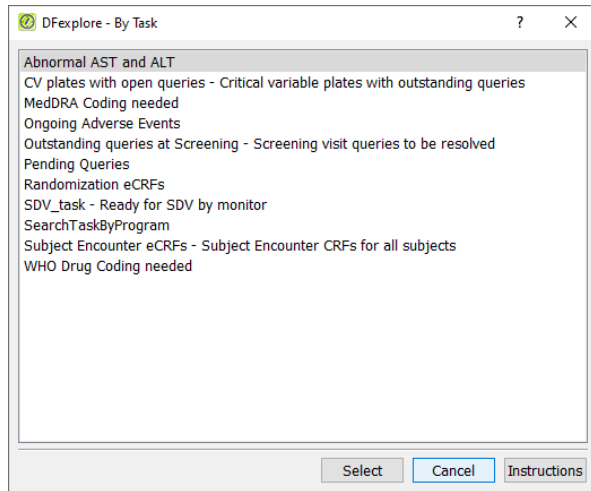 DFexplore - By Task
Abnormal AST and ALT
CV plates with open queries - Critical variable plates with outstanding queries
MedDRA Coding needed
Ongoing Adverse Events
Outstanding queries at Screening - Screening visit queries to be resolved
Pending Queries
Randomization eCRFs
SDV_task - Ready for SDV by monitor
SearchTaskByProgram
Subject Encounter eCRFs - Subject Encounter CRFs for all subjects
WHO Drug Coding needed
Select Cancel Instructions